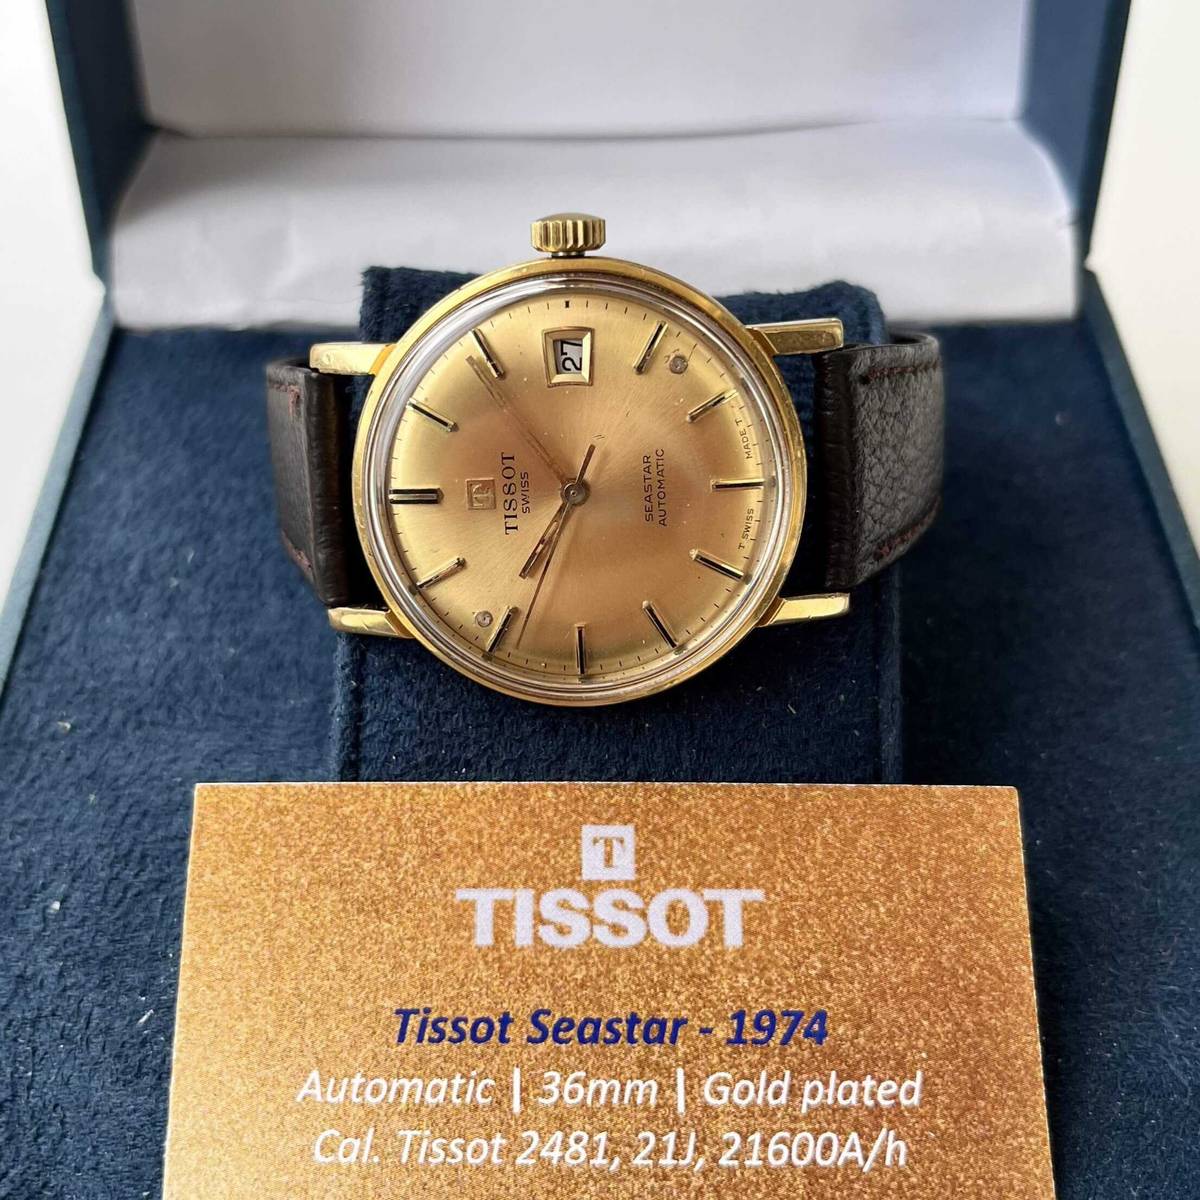 27
T
TISSOT
SWISS
SEASTAR
AUTOMATIC
T SWISS MADE T
T
TISSOT
Tissot Seastar - 1974
Automatic | 36mm | Gold plated
Cal. Tissot 2481, 21J, 21600A/h